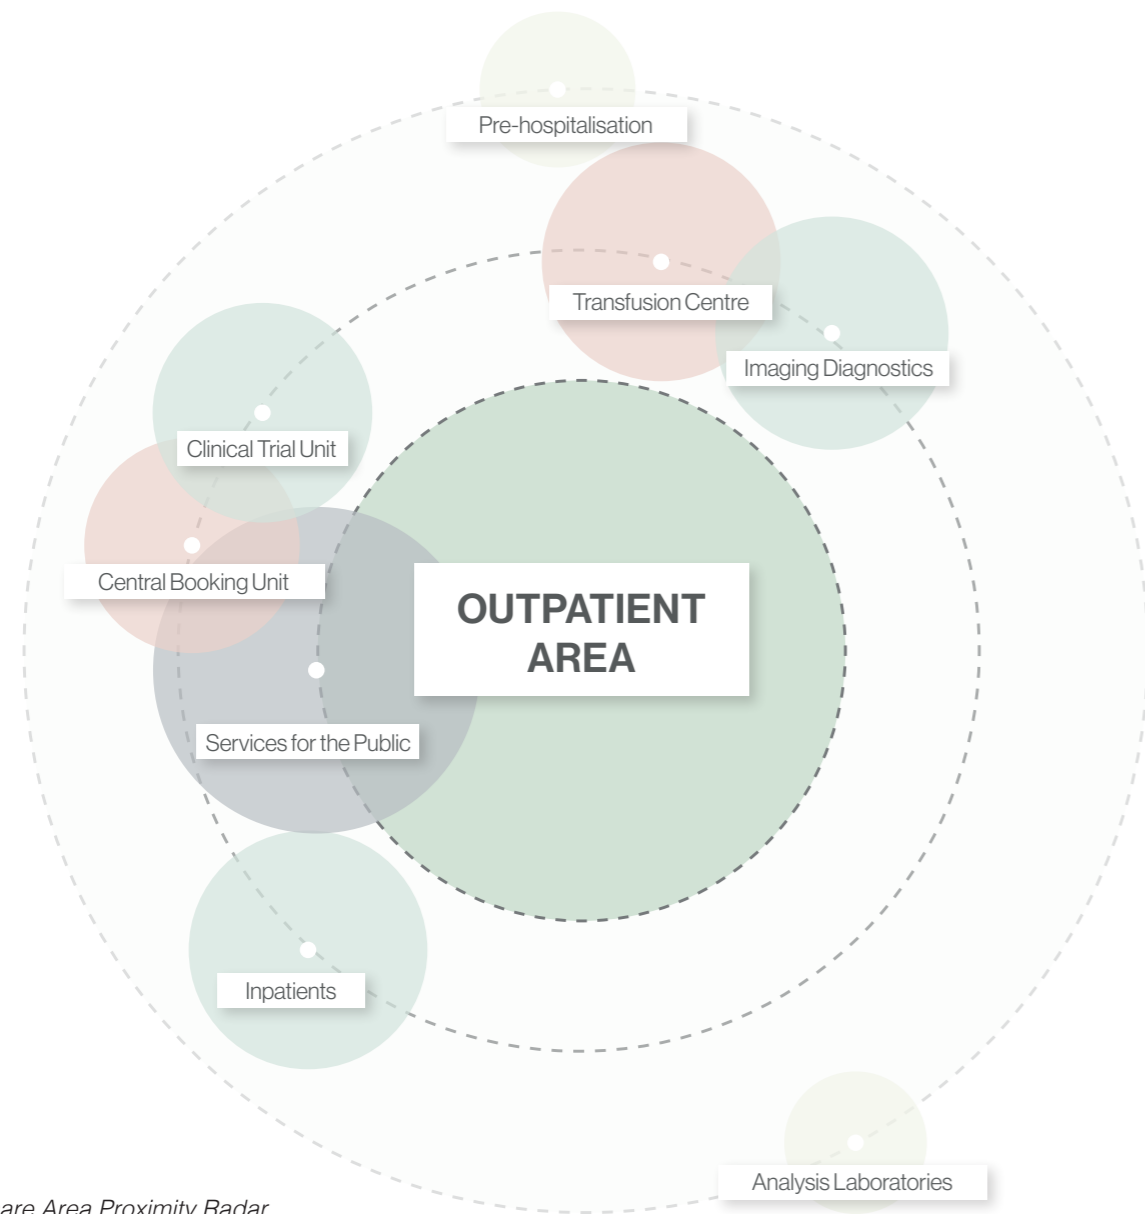 Pre-hospitalisation
Transfusion Centre
Imaging Diagnostics
Clinical Trial Unit
Central Booking Unit
OUTPATIENT
AREA
Services for the Public
Inpatients
Analysis Laboratories
are Area Proximity Radar